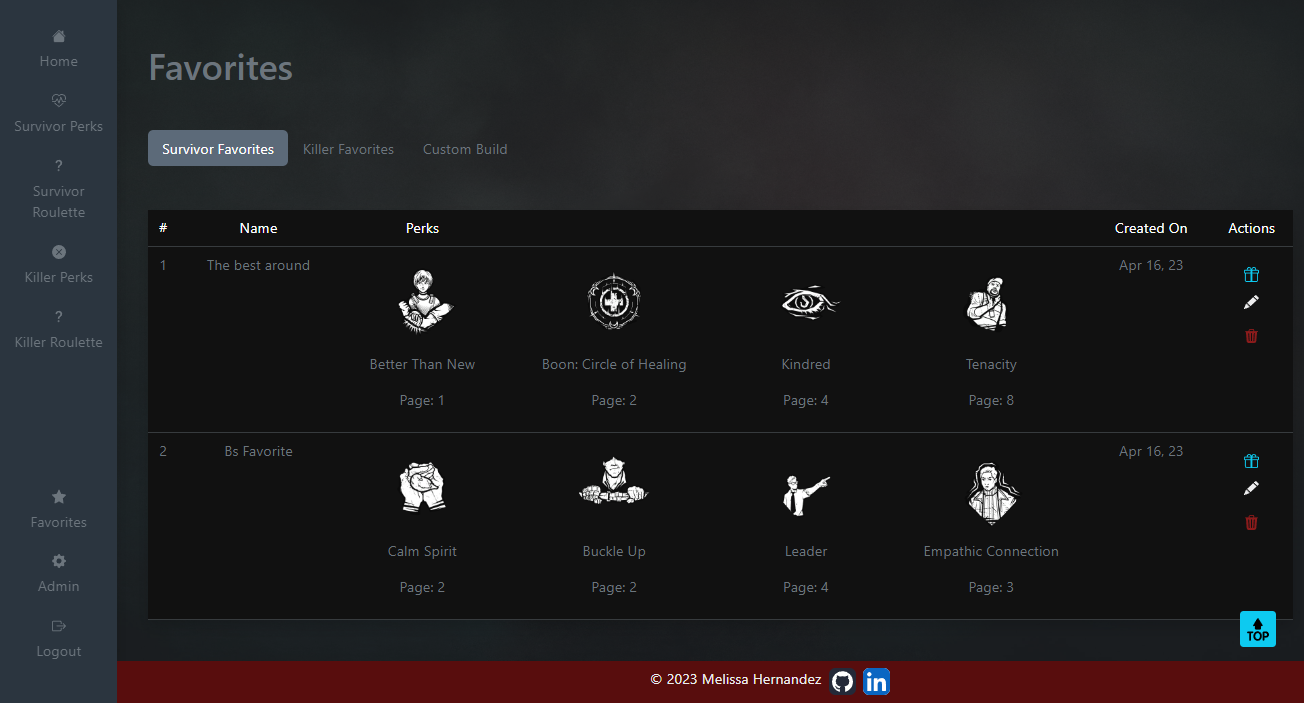 Home
Survivor Perks
?
Survivor
Roulette
Killer Perks
?
Killer Roulette
Favorites
Admin
Logout
Favorites
Survivor Favorites Killer Favorites Custom Build
# Name Perks Created On Actions
1 The best around Apr 16, 23
Better Than New Boon: Circle of Healing Kindred Tenacity
Page: 1 Page: 2 Page: 4 Page: 8
2 Bs Favorite Apr 16, 23
Calm Spirit Buckle Up Leader Empathic Connection
Page: 2 Page: 2 Page: 4 Page: 3
TOP
© 2023 Melissa Hernandez in